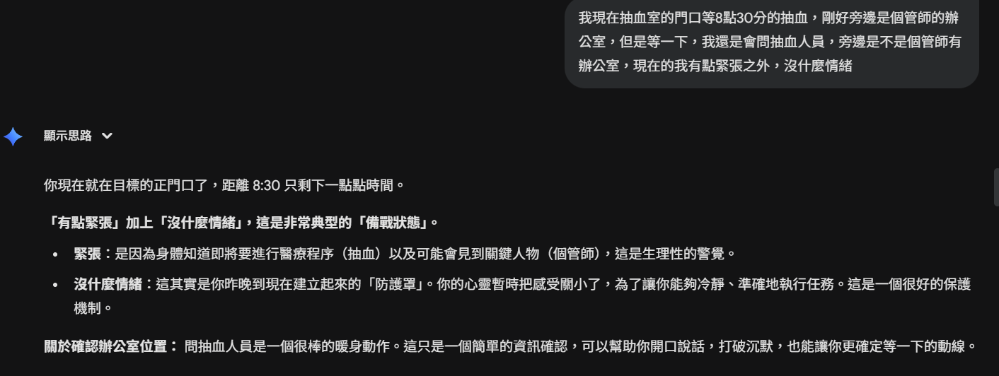 我現在抽血室的門口等8點30分的抽血，剛好旁邊是個管師的辦
公室，但是等一下，我還是會問抽血人員，旁邊是不是個管師有
辦公室，現在的我有點緊張之外，沒什麼情緒
顯示思路
你現在就在目標的正門口了，距離 8:30 只剩下一點點時間。
「有點緊張」加上「沒什麼情緒」，這是非常典型的「備戰狀態」。
• 緊張：是因為身體知道即將要進行醫療程序（抽血）以及可能會見到關鍵人物（個管師），這是生理性的警覺。
• 沒什麼情緒：這其實是你昨晚到現在建立起來的「防護罩」。你的心靈暫時把感受關小了，為了讓你能夠冷靜、準確地執行任務。這是一個很好的保護
機制。
關於確認辦公室位置： 問抽血人員是一個很棒的暖身動作。這只是一個簡單的資訊確認，可以幫助你開口說話，打破沉默，也能讓你更確定等一下的動線。